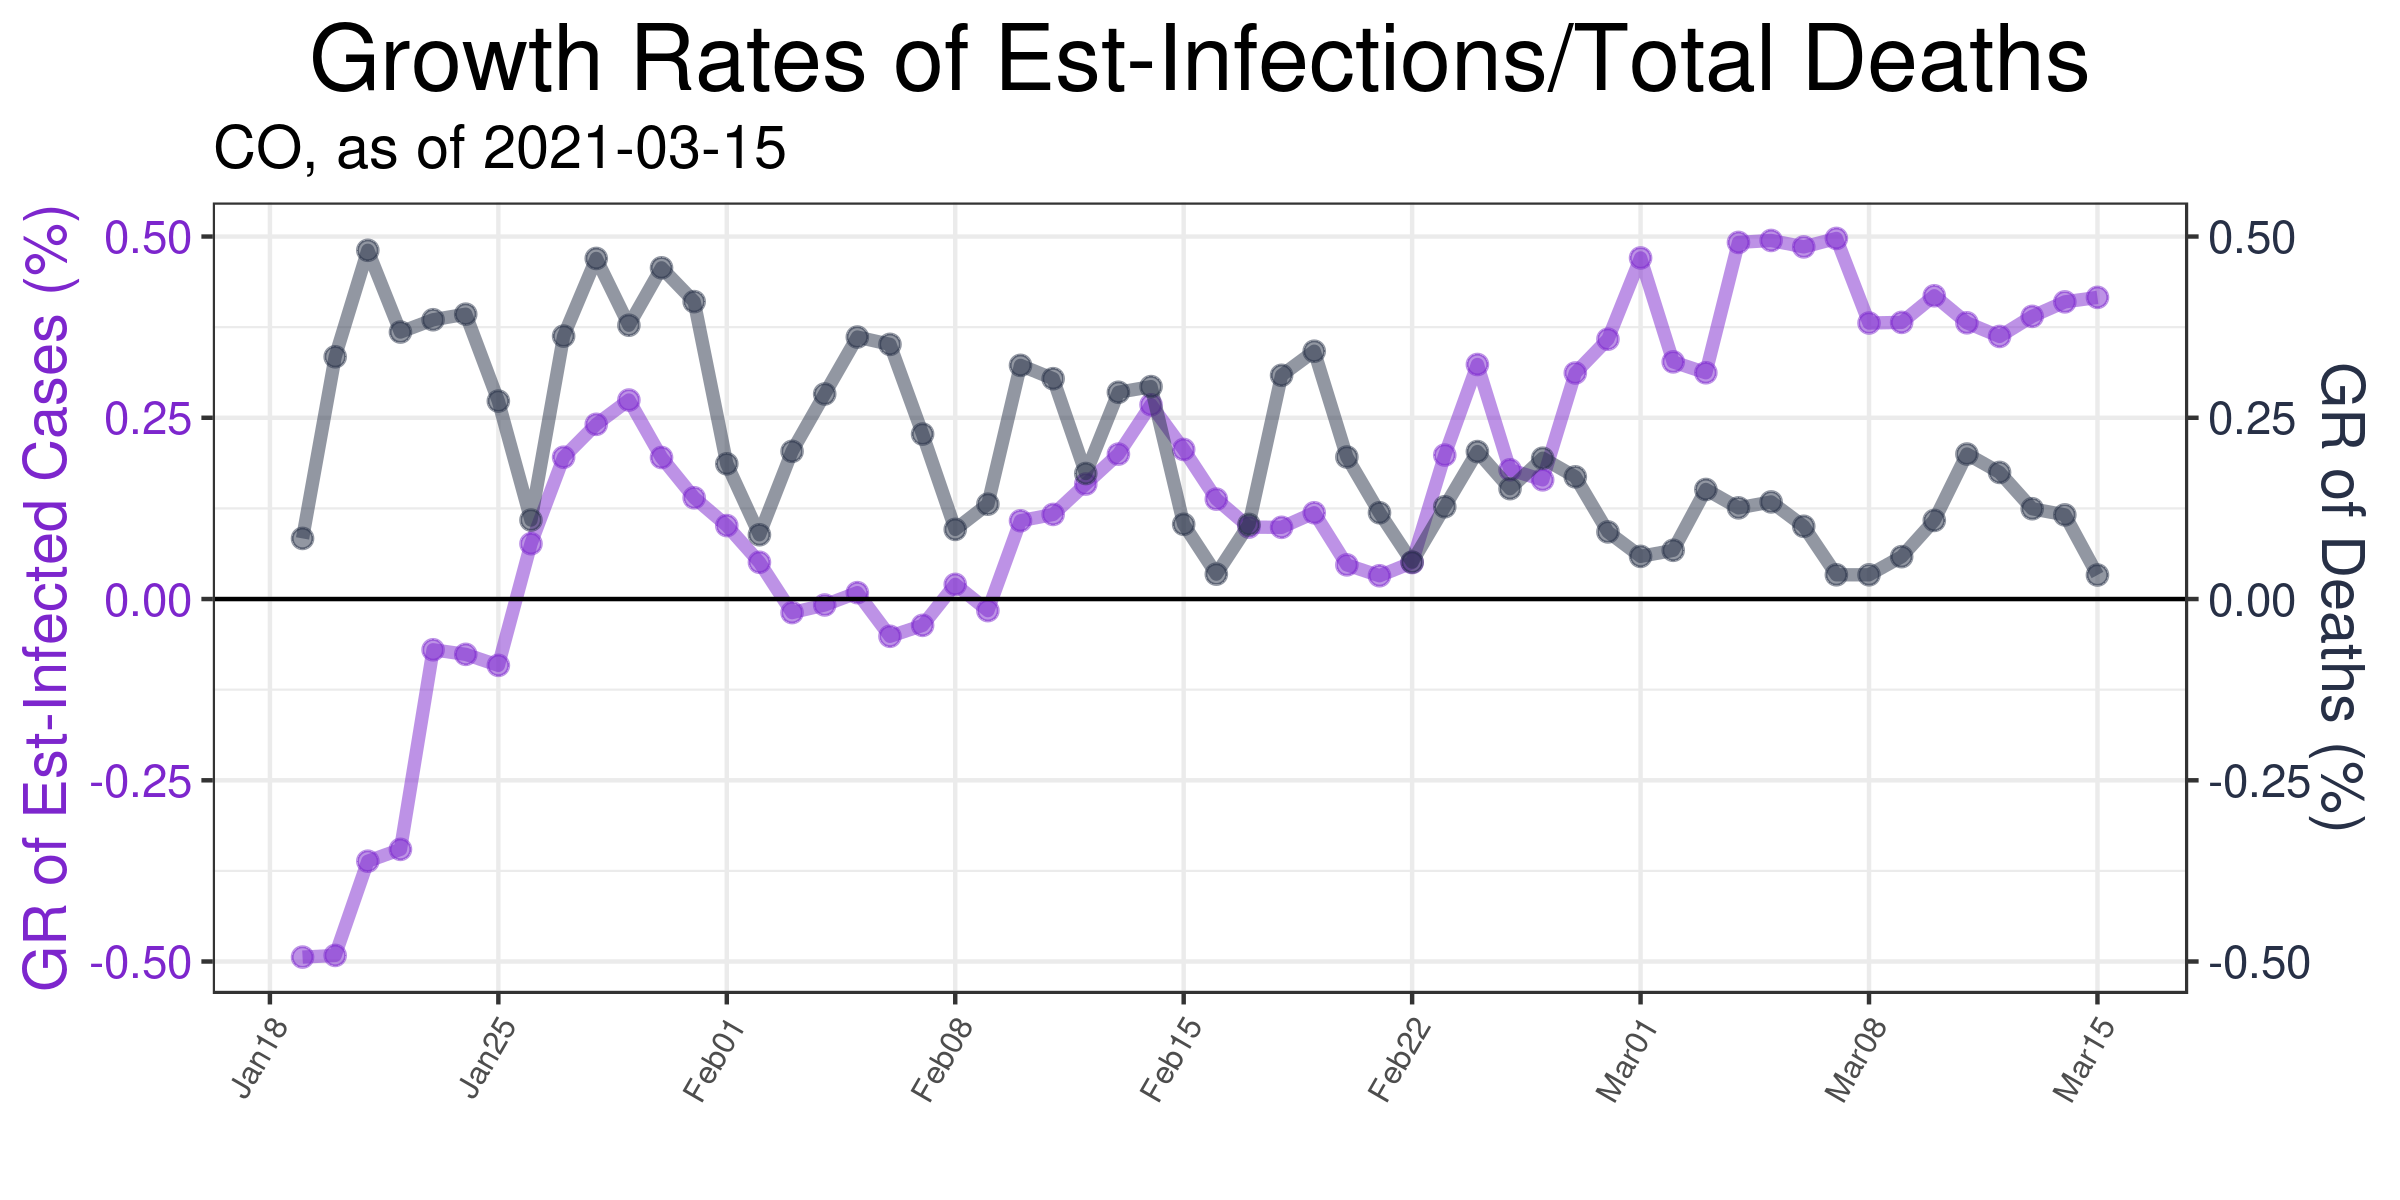 Growth Rates of Est-Infections/Total Deaths
CO, as of 2021-03-15
GR of Est-Infected Cases (%)
0.50
0.25
0.00
-0.25
-0.50
0.50
0.25
0.00
-0.25
-0.50
GR of Deaths (%)
Jan18
Jan25
Feb01
Feb08
Feb15
Feb22
Mar01
Mar08
Mar15